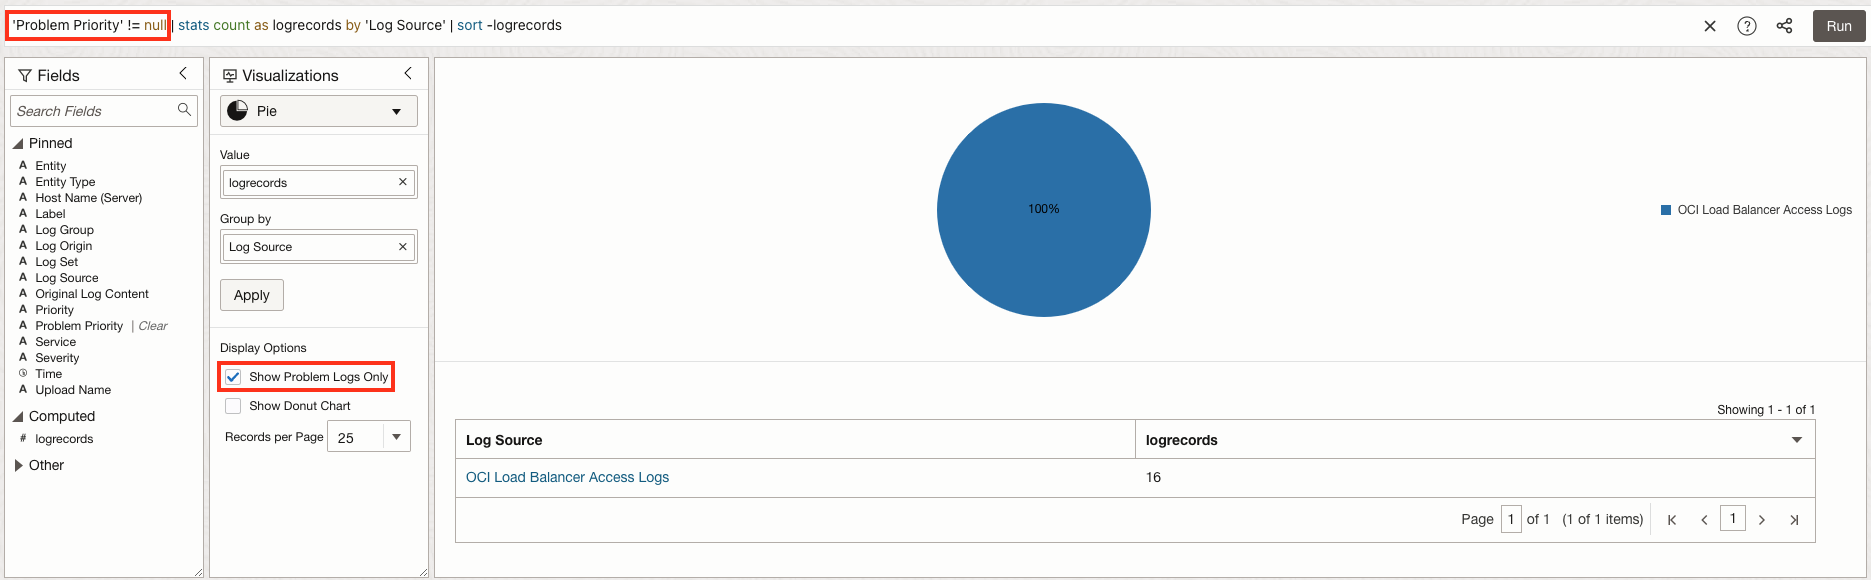 'Problem Priority' != null | stats count as logrecords by 'Log Source' | sort -logrecords
Run
Fields
Search Fields
Pinned
A Entity
A Entity Type
A Host Name (Server)
A Label
A Log Group
A Log Origin
A Log Set
A Log Source
A Original Log Content
A Priority
A Problem Priority | Clear
A Service
A Severity
Time
A Upload Name
Computed
# logrecords
Other
Visualizations
Pie
Value
logrecords
Group by
Log Source
Apply
Display Options
Show Problem Logs Only
Show Donut Chart
Records per Page 25
100%
OCI Load Balancer Access Logs
Showing 1 - 1 of 1
Log Source logrecords
OCI Load Balancer Access Logs 16
Page 1 of 1 (1 of 1 items) 1